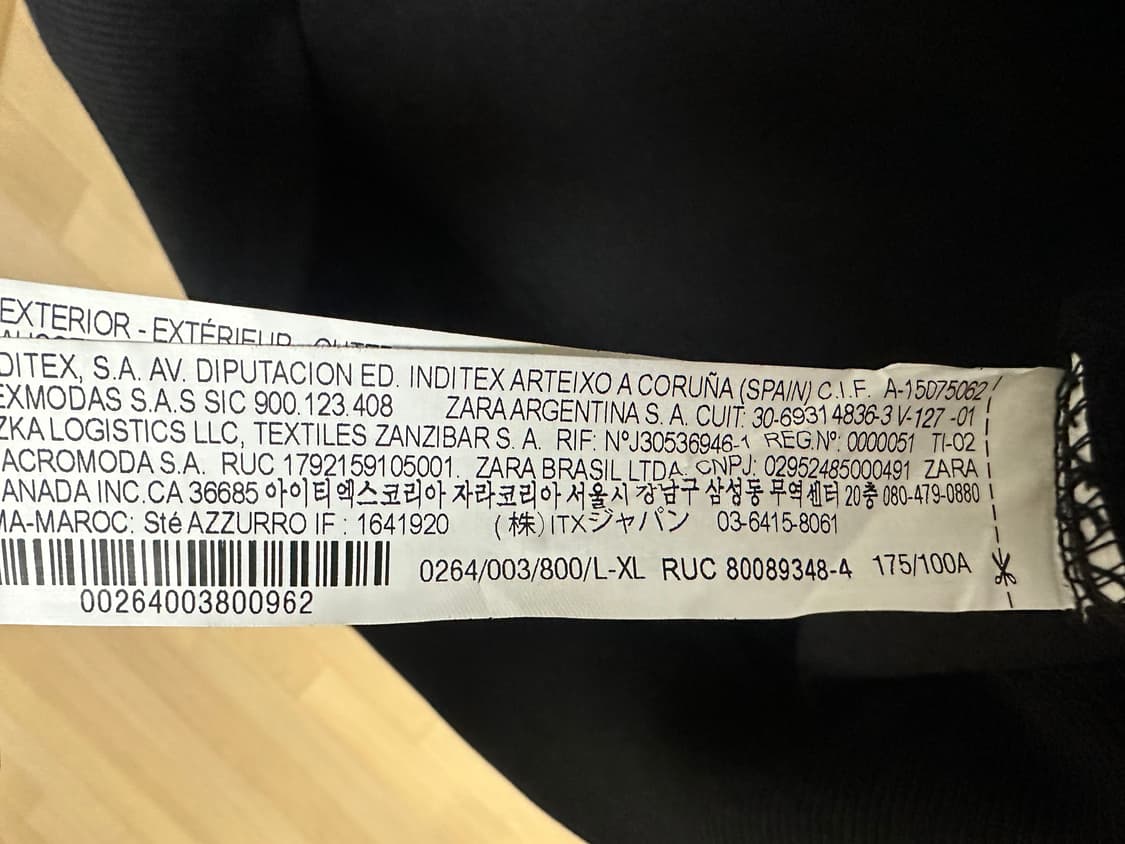 EXTERIOR - EXTÉRIEUR
DITEX, S.A. AV. DIPUTACION ED. INDITEX ARTEIXO A CORUÑA (SPAIN) C.I.F. A-15075062
EXMODAS S.A.S SIC 900.123.408 ZARA ARGENTINA S. A. CUIT: 30-69314836-3 V-127 -01
ZKA LOGISTICS LLC, TEXTILES ZANZIBAR S. A. RIF: NºJ30536946-1 REG.Nº: 0000051 TI-02
ACROMODA S.A. RUC 1792159105001. ZARA BRASIL LTDA. CNPJ: 02952485000491 ZARA
ANADA INC.CA 36685 아이티엑스코리아 자라코리아 서울시 강남구 삼성동 무역센터 20층 080-479-0880
MA-MAROC: Sté AZZURRO IF : 1641920 (株)ITXジャパン 03-6415-8061
0264/003/800/L-XL RUC 80089348-4 175/100A
00264003800962